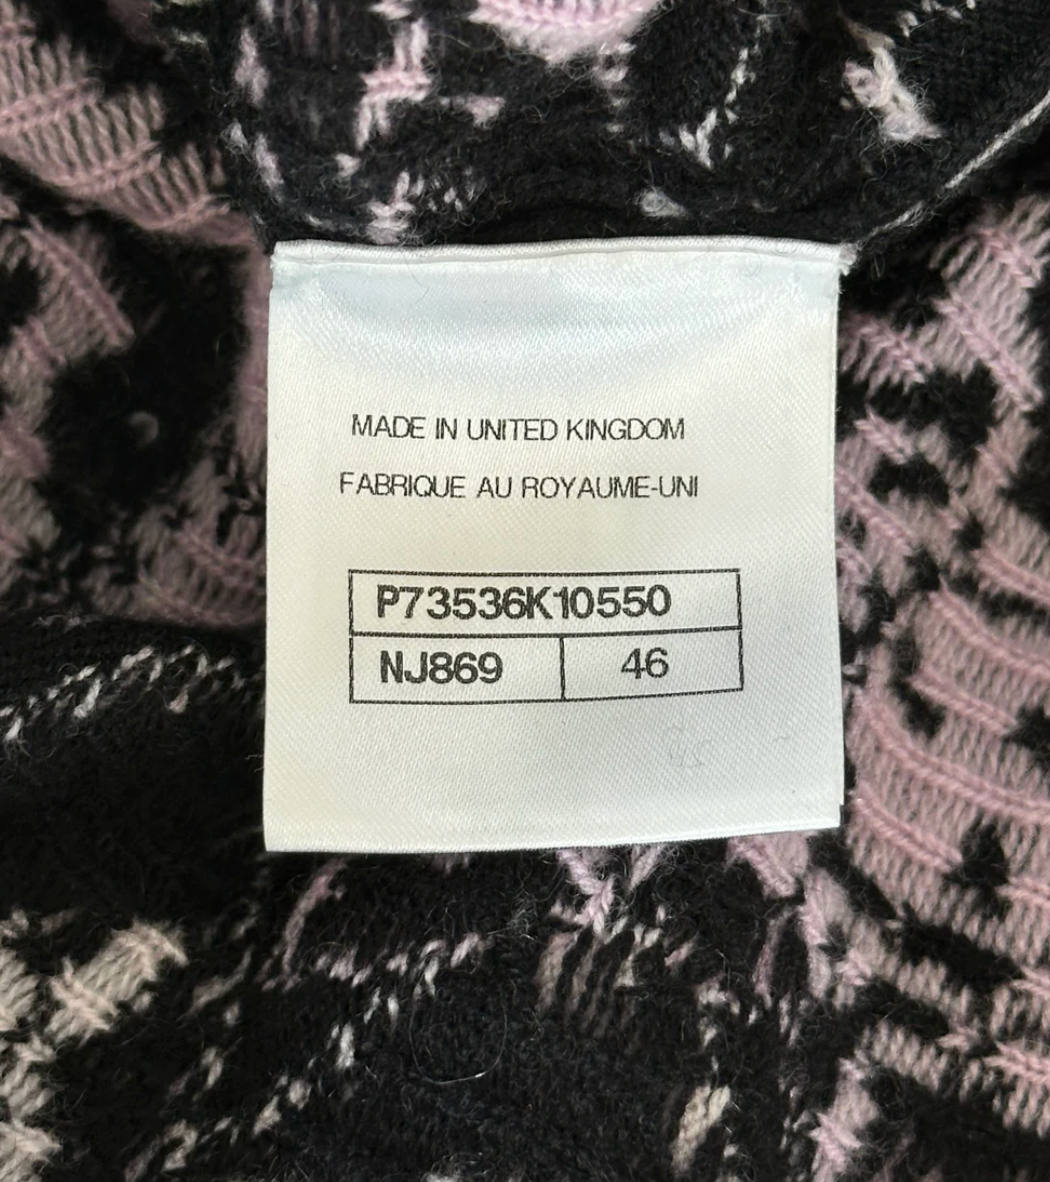 MADE IN UNITED KINGDOM
FABRIQUE AU ROYAUME-UNI
P73536K10550
NJ869 46